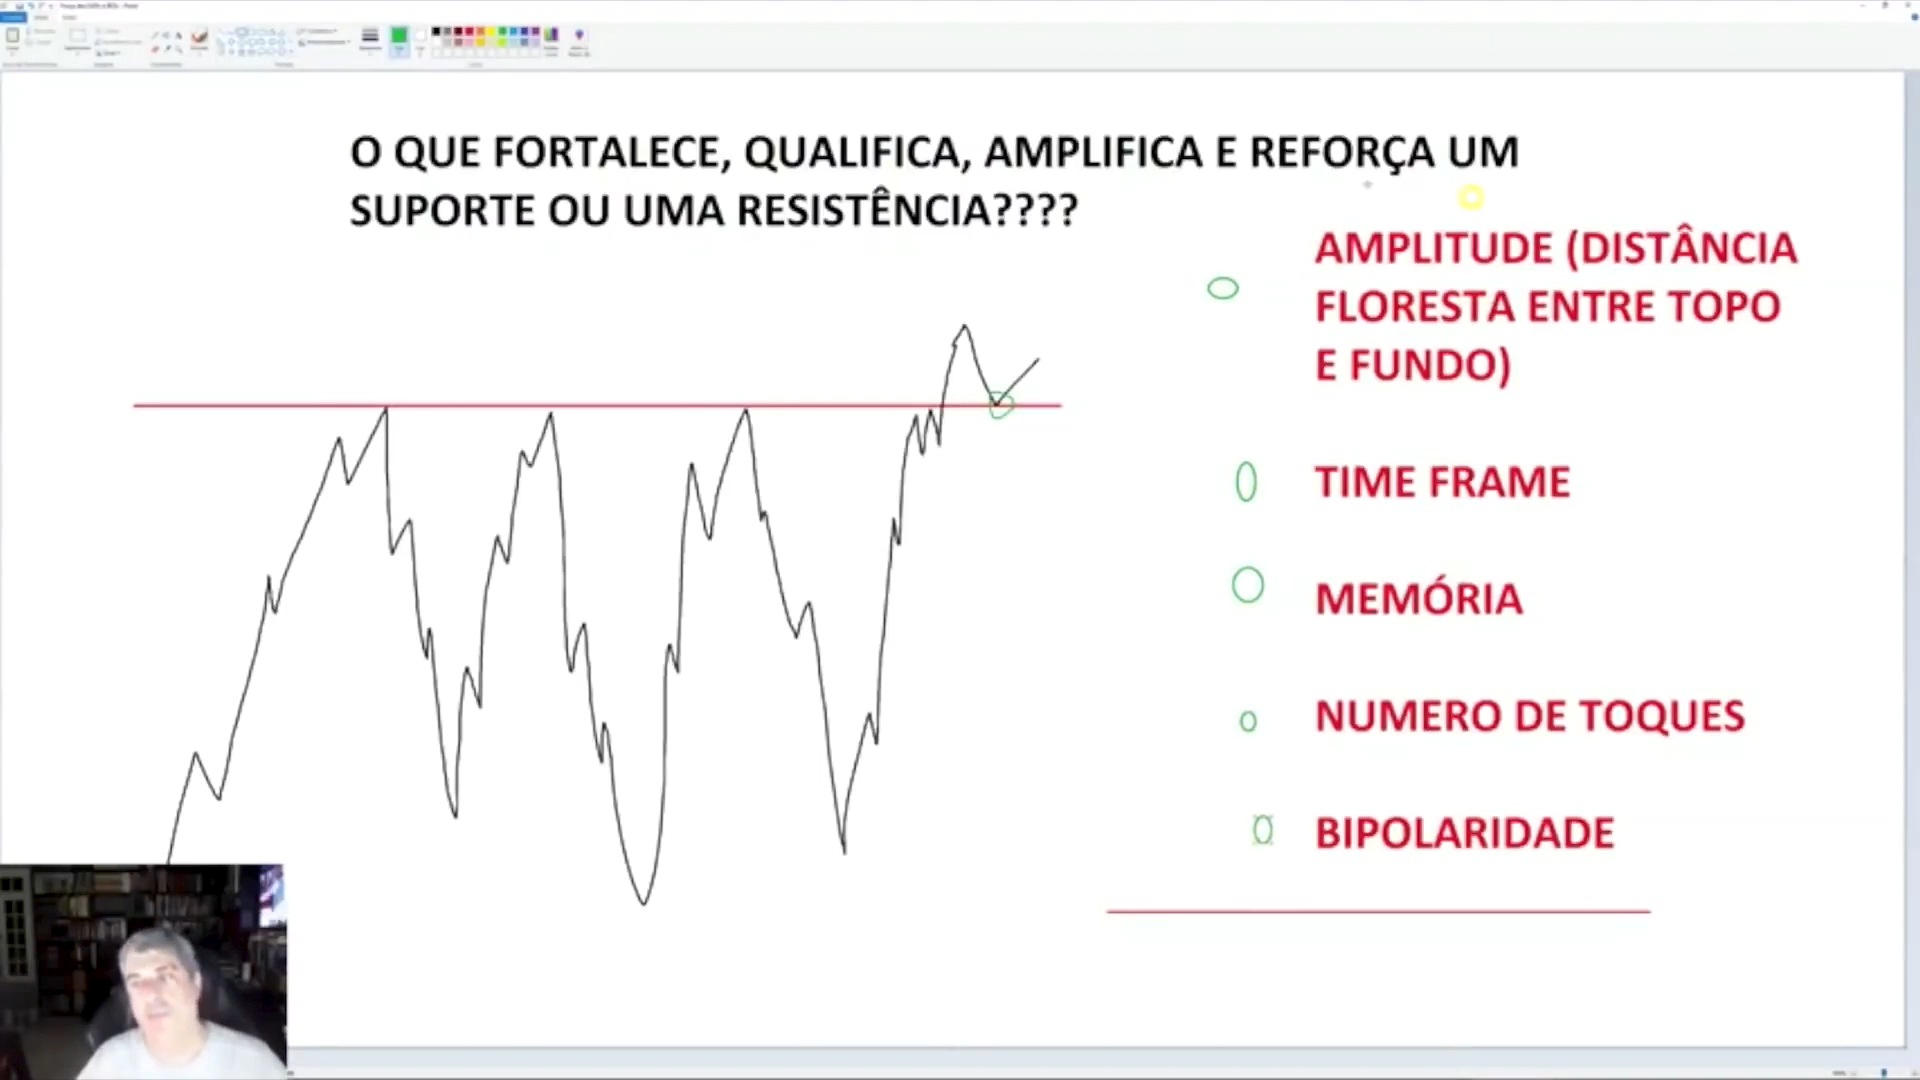 O QUE FORTALECE, QUALIFICA, AMPLIFICA E REFORÇA UM
SUPORTE OU UMA RESISTÊNCIA????
AMPLITUDE (DISTÂNCIA
FLORESTA ENTRE TOPO
E FUNDO)
TIME FRAME
MEMÓRIA
NUMERO DE TOQUES
BIPOLARIDADE